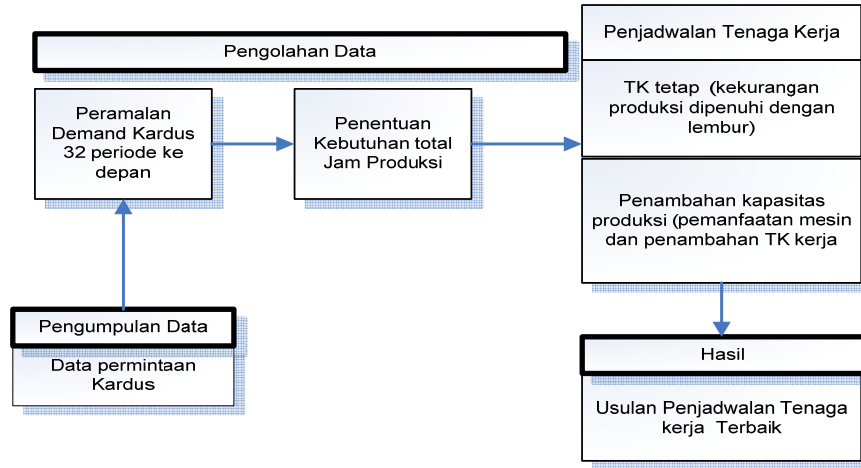 Pengolahan Data
Peramalan
Demand Kardus
32 periode ke
depan
Penentuan
Kebutuhan total
Jam Produksi
Penjadwalan Tenaga Kerja
TK tetap (kekurangan
produksi dipenuhi dengan
lembur)
Penambahan kapasitas
produksi (pemanfaatan mesin
dan penambahan TK kerja
Pengumpulan Data
Data permintaan
Kardus
Hasil
Usulan Penjadwalan Tenaga
kerja Terbaik